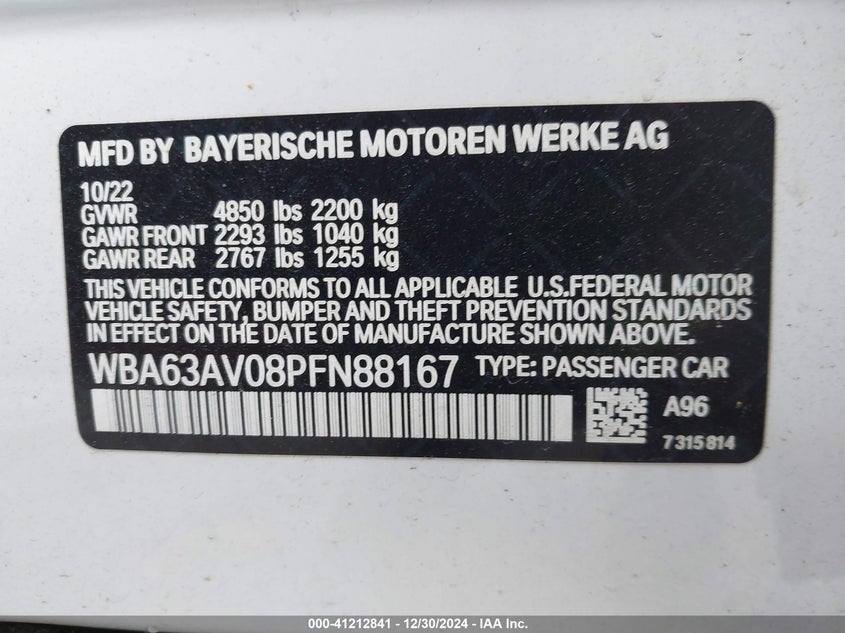 MFD BY BAYERISCHE MOTOREN WERKE AG
10/22
GVWR 4850 lbs 2200 kg
GAWR FRONT 2293 lbs 1040 kg
GAWR REAR 2767 lbs 1255 kg
THIS VEHICLE CONFORMS TO ALL APPLICABLE U.S.FEDERAL MOTOR
VEHICLE SAFETY, BUMPER AND THEFT PREVENTION STANDARDS
IN EFFECT ON THE DATE OF MANUFACTURE SHOWN ABOVE.
WBA63AV08PFN88167 TYPE: PASSENGER CAR
A96
7315814
000-41212841 - 12/30/2024 - IAA Inc.